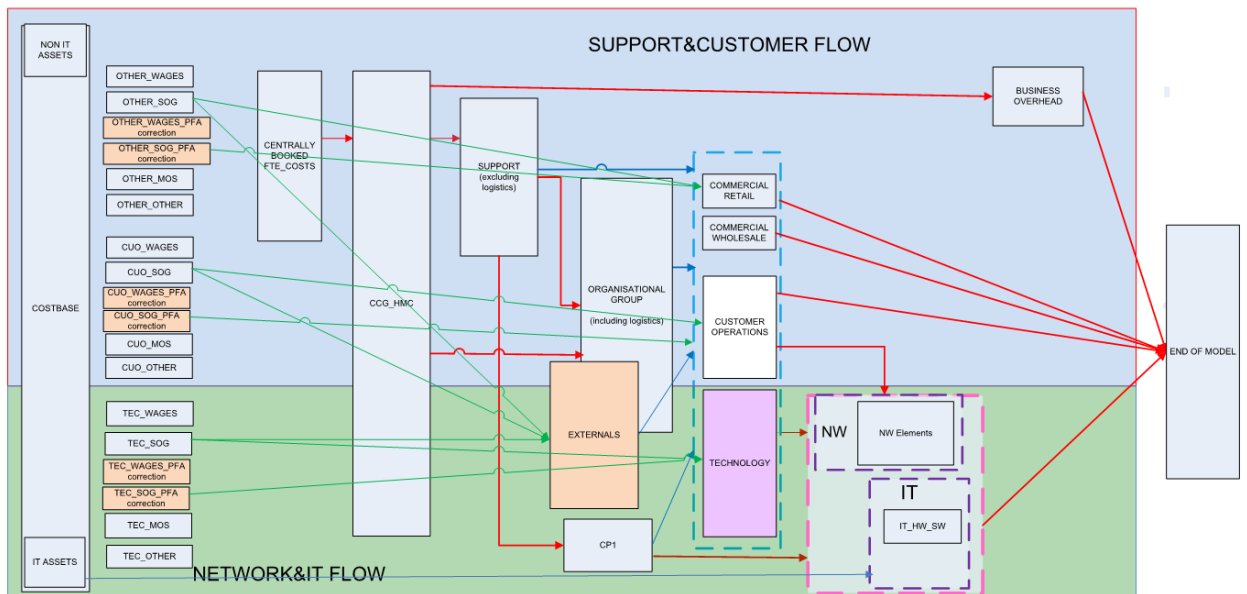 SUPPORT&CUSTOMER FLOW
NON IT
ASSETS
COSTBASE
IT ASSETS
OTHER_WAGES
OTHER_SOG
OTHER_WAGES_PFA
correction
OTHER_SOG_PFA
correction
OTHER_MOS
OTHER_OTHER
CUO_WAGES
CUO_SOG
CUO_WAGES_PFA
correction
CUO_SOG_PFA
correction
CUO_MOS
CUO_OTHER
TEC_WAGES
TEC_SOG
TEC_WAGES_PFA
correction
TEC_SOG_PFA
correction
TEC_MOS
TEC_OTHER
NETWORK&IT FLOW
CENTRALLY
BOOKED
FTE_COSTS
CCG_HMC
SUPPORT
(excluding
logistics)
ORGANISATIONAL
GROUP
(including logistics)
EXTERNALS
CP1
COMMERCIAL
RETAIL
COMMERCIAL
WHOLESALE
CUSTOMER
OPERATIONS
TECHNOLOGY
BUSINESS
OVERHEAD
NW
NW Elements
IT
IT_HW_SW
END OF MODEL